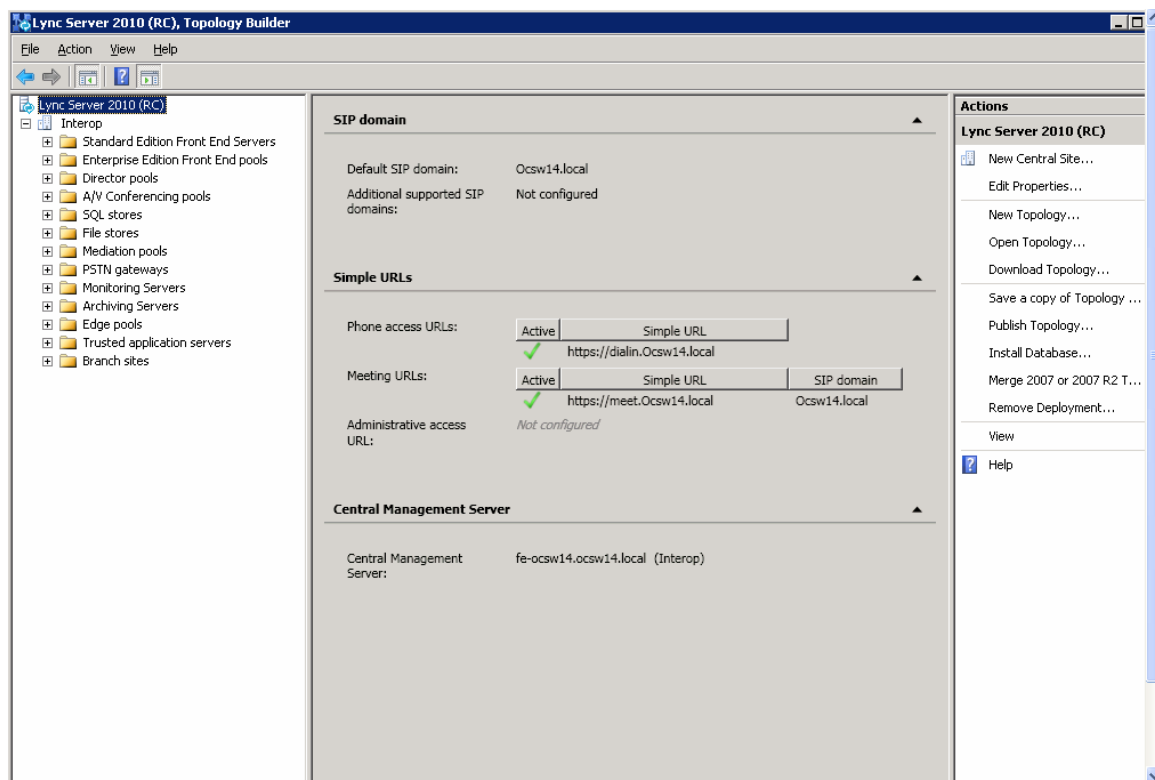 Lync Server 2010 (RC), Topology Builder
File Action View Help
Lync Server 2010 (RC)
Interop
Standard Edition Front End Servers
Enterprise Edition Front End pools
Director pools
A/V Conferencing pools
SQL stores
File stores
Mediation pools
PSTN gateways
Monitoring Servers
Archiving Servers
Edge pools
Trusted application servers
Branch sites
SIP domain
Default SIP domain: Ocsw14.local
Additional supported SIP Not configured
domains:
Simple URLs
Phone access URLs: Active Simple URL
https://dialin.Ocsw14.local
Meeting URLs: Active Simple URL SIP domain
https://meet.Ocsw14.local Ocsw14.local
Administrative access Not configured
URL:
Central Management Server
Central Management fe-ocsw14.ocsw14.local (Interop)
Server:
Actions
Lync Server 2010 (RC)
New Central Site...
Edit Properties...
New Topology...
Open Topology...
Download Topology...
Save a copy of Topology ...
Publish Topology...
Install Database...
Merge 2007 or 2007 R2 T...
Remove Deployment...
View
? Help